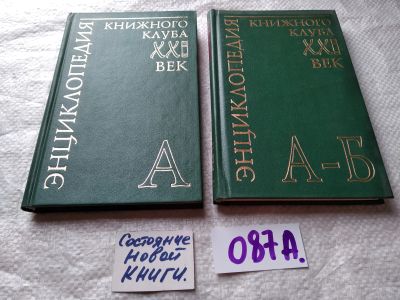 ЭНЦИКЛОПЕДИЯ
КНИЖНОГО
КЛУБА
XXI
ВЕК
А
ЭНЦИКЛОПЕДИЯ
КНИЖНОГО
КЛУБА
XXI
ВЕК
А-Б
Состояние
новой
КНИГИ.
087А.